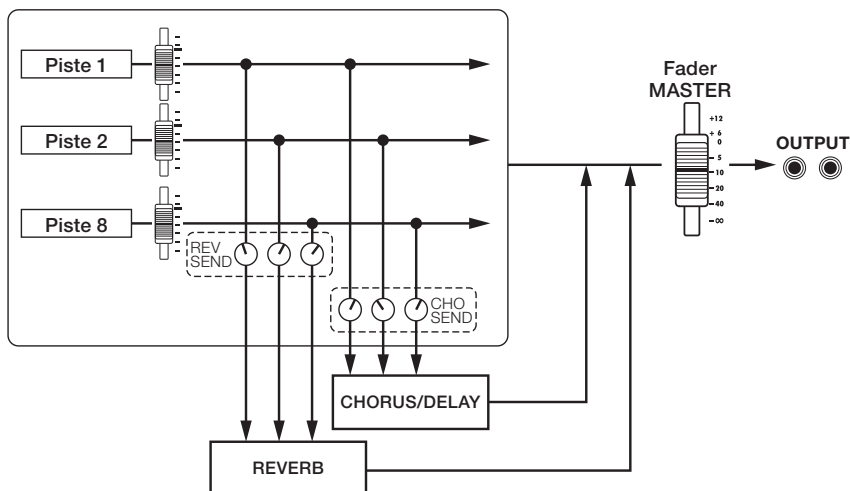 Piste 1
Piste 2
Piste 8
REV
SEND
CHO
SEND
CHORUS/DELAY
REVERB
Fader
MASTER
+12
+ 6
0
- 5
-10
-20
-40
-∞
OUTPUT